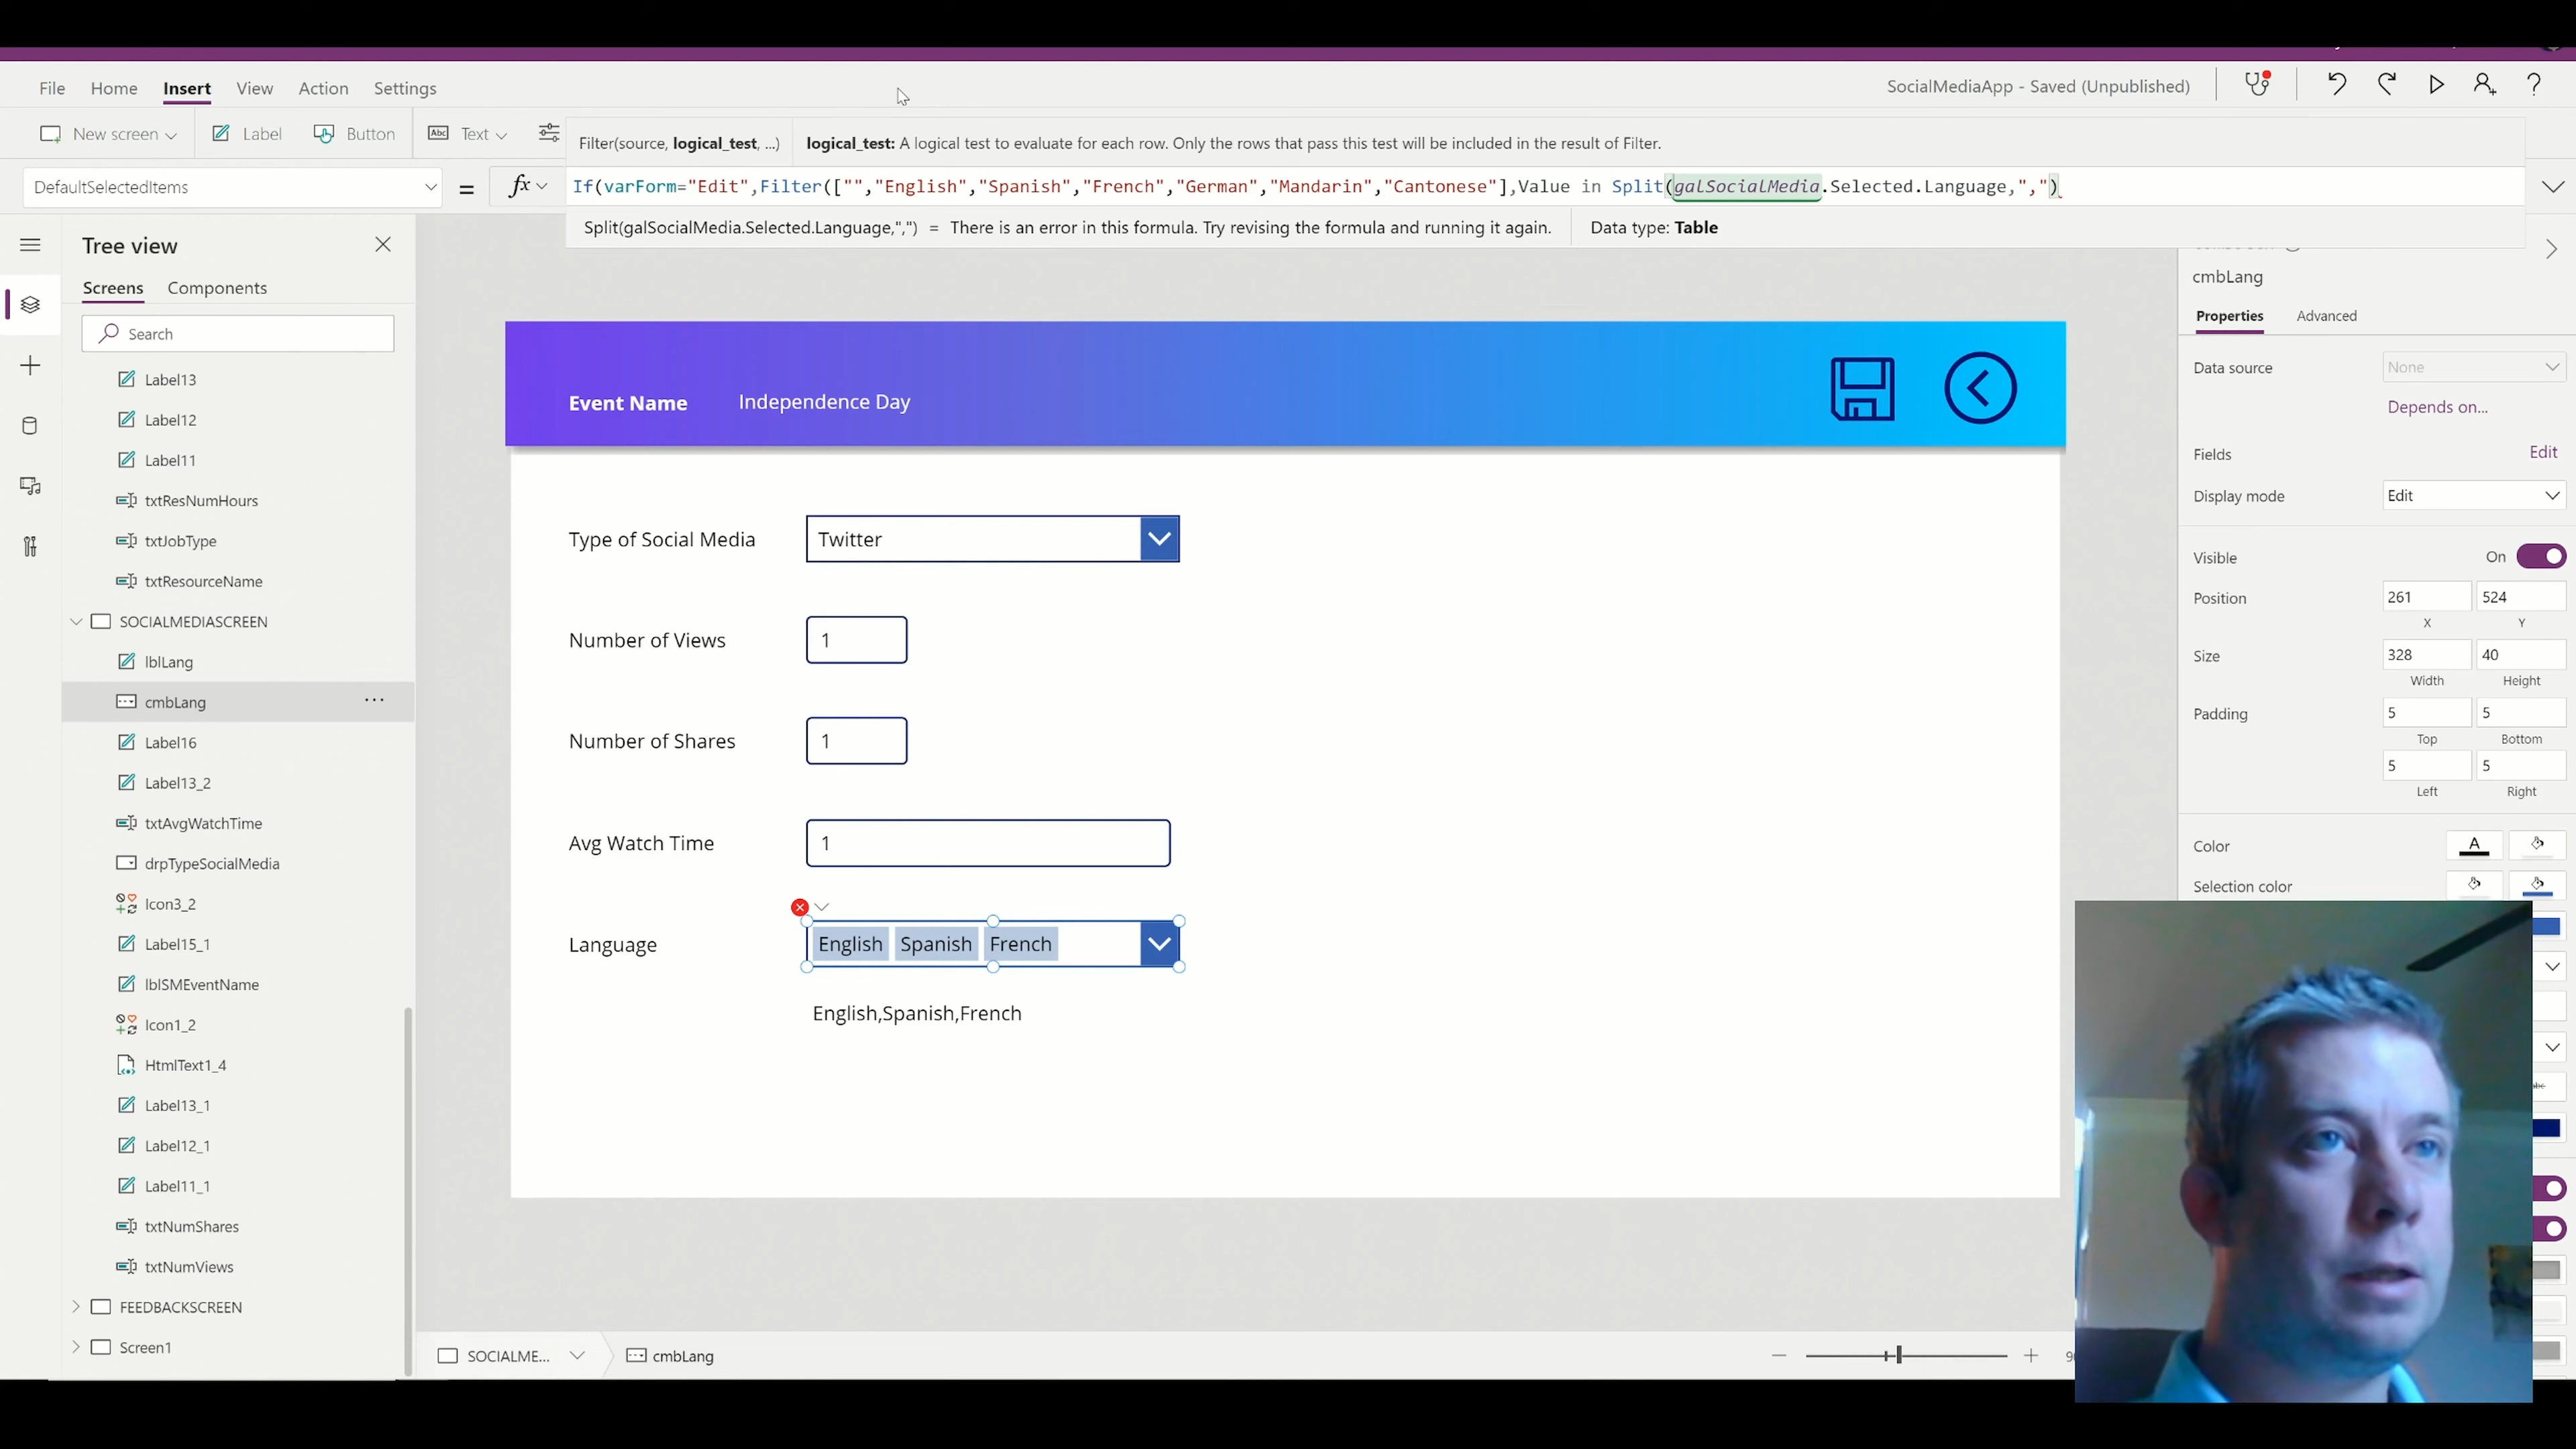 File Home Insert View Action Settings
SocialMediaApp - Saved (Unpublished)
New screen Label Button Text
Filter(source, logical_test, ...) logical_test: A logical test to evaluate for each row. Only the rows that pass this test will be included in the result of Filter.
DefaultSelectedItems = fx If(varForm="Edit",Filter(["","English","Spanish","French","German","Mandarin","Cantonese"],Value in Split(galSocialMedia.Selected.Language,",")
Split(galSocialMedia.Selected.Language,",") = There is an error in this formula. Try revising the formula and running it again. Data type: Table
Tree view
Screens Components
Search
Label13
Label12
Label11
txtResNumHours
txtJobType
txtResourceName
SOCIALMEDIASCREEN
lblLang
cmbLang ...
Label16
Label13_2
txtAvgWatchTime
drpTypeSocialMedia
Icon3_2
Label15_1
lblSMEventName
Icon1_2
HtmlText1_4
Label13_1
Label12_1
Label11_1
txtNumShares
txtNumViews
FEEDBACKSCREEN
Screen1
Event Name Independence Day
Type of Social Media Twitter
Number of Views 1
Number of Shares 1
Avg Watch Time 1
Language English Spanish French
English,Spanish,French
SOCIALME... cmbLang
cmbLang
Properties Advanced
Data source None
Depends on...
Fields Edit
Display mode Edit
Visible On
Position 261 524
X Y
Size 328 40
Width Height
Padding 5 5
Top Bottom
5 5
Left Right
Color
Selection color